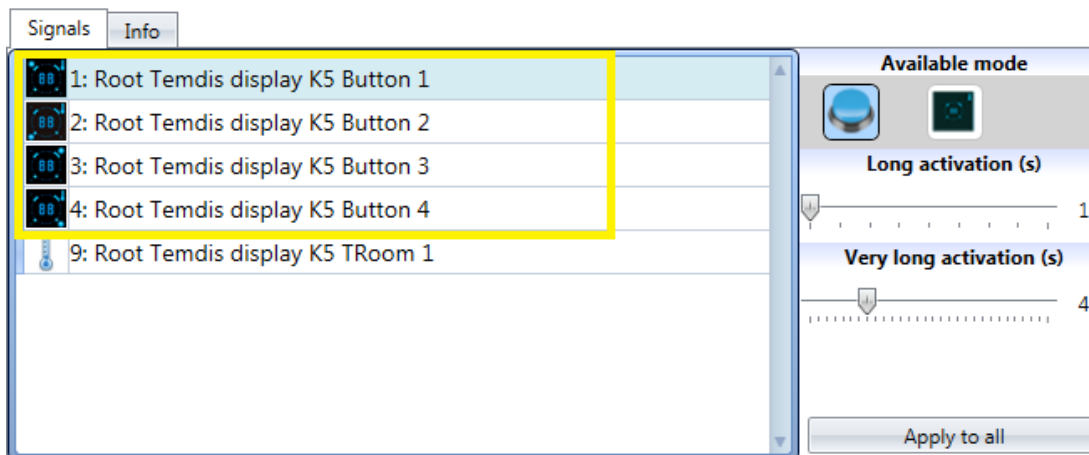 Signals
Info
1: Root Temdis display K5 Button 1
2: Root Temdis display K5 Button 2
3: Root Temdis display K5 Button 3
4: Root Temdis display K5 Button 4
9: Root Temdis display K5 TRoom 1
Available mode
Long activation (s)
1
Very long activation (s)
4
Apply to all